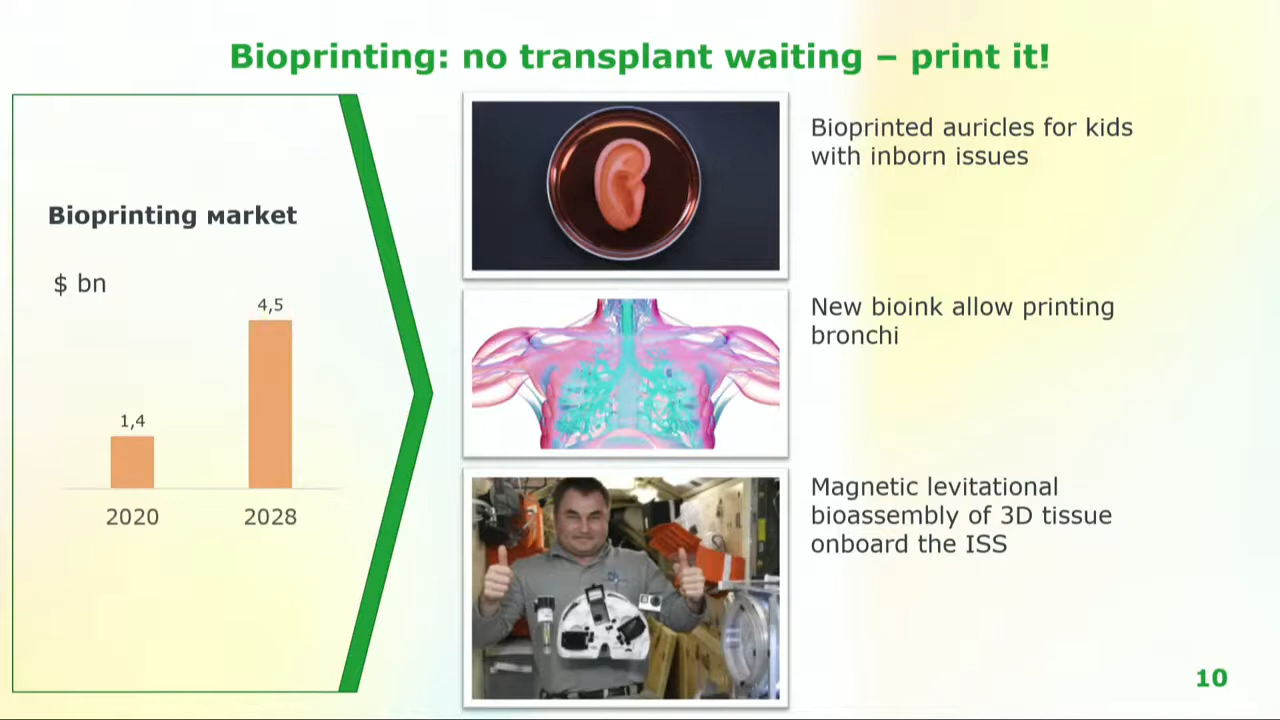 Bioprinting: no transplant waiting – print it!
Bioprinting мarket
$ bn
4,5
1,4
2020
2028
Bioprinted auricles for kids
with inborn issues
New bioink allow printing
bronchi
Magnetic levitational
bioassembly of 3D tissue
onboard the ISS
10